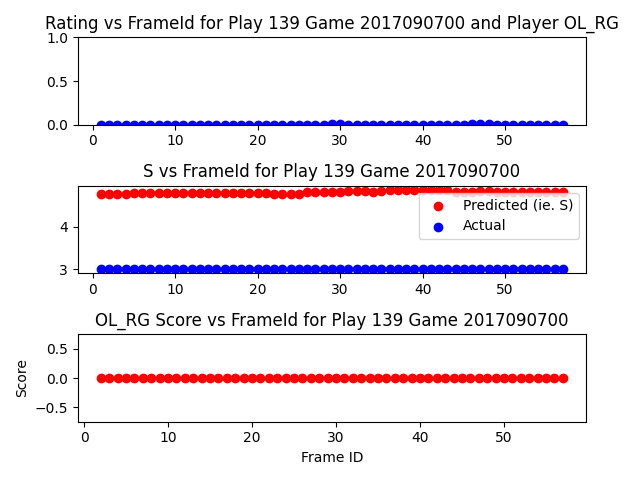 Rating vs FrameId for Play 139 Game 2017090700 and Player OL_RG
1.0
0.5
0.0
0 10 20 30 40 50
S vs FrameId for Play 139 Game 2017090700
Predicted (ie. S)
Actual
4
3
0 10 20 30 40 50
OL_RG Score vs FrameId for Play 139 Game 2017090700
Score
0.5
0.0
−0.5
0 10 20 30 40 50
Frame ID